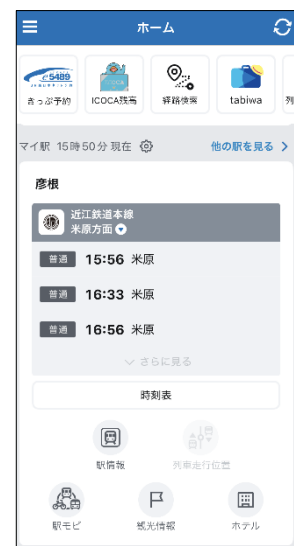 ホーム
e5489
きっぷ予約
ICOCA残高
経路検索
tabiwa
列
マイ駅 15時50分現在
他の駅を見る
彦根
近江鉄道本線
米原方面
普通 15:56 米原
普通 16:33 米原
普通 16:56 米原
さらに見る
時刻表
駅情報
列車走行位置
駅モビ
観光情報
ホテル